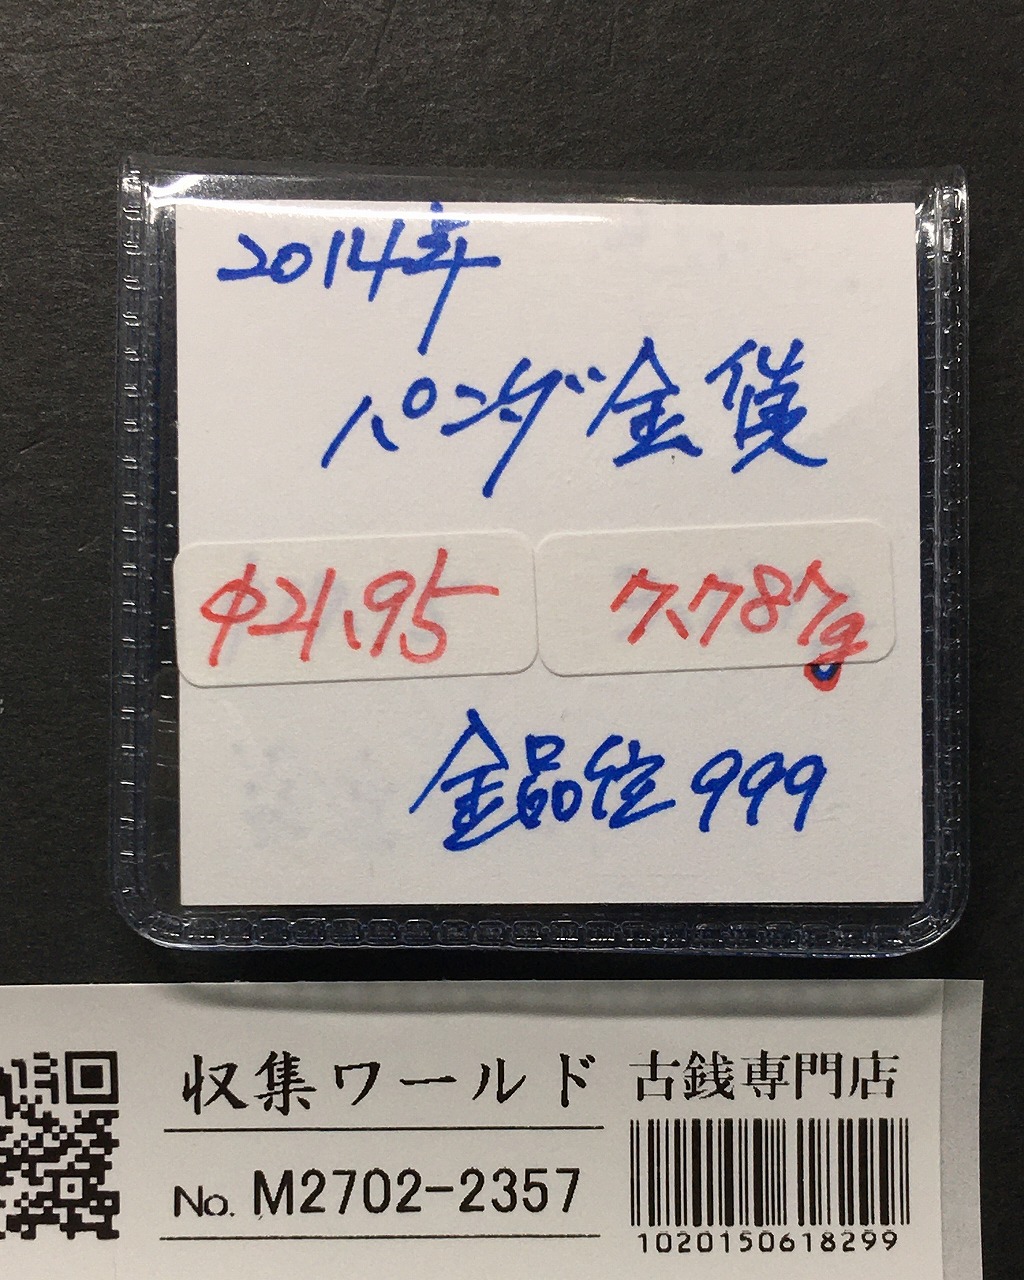 2014年
パンダ金貨
φ21.95 7.787g
金品位999
収集ワールド 古銭専門店
No. M2702-2357
1020150618299